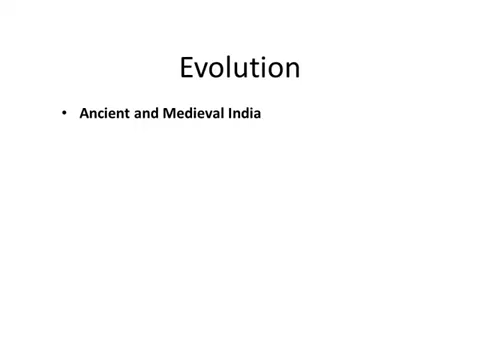 Evolution
• Ancient and Medieval India